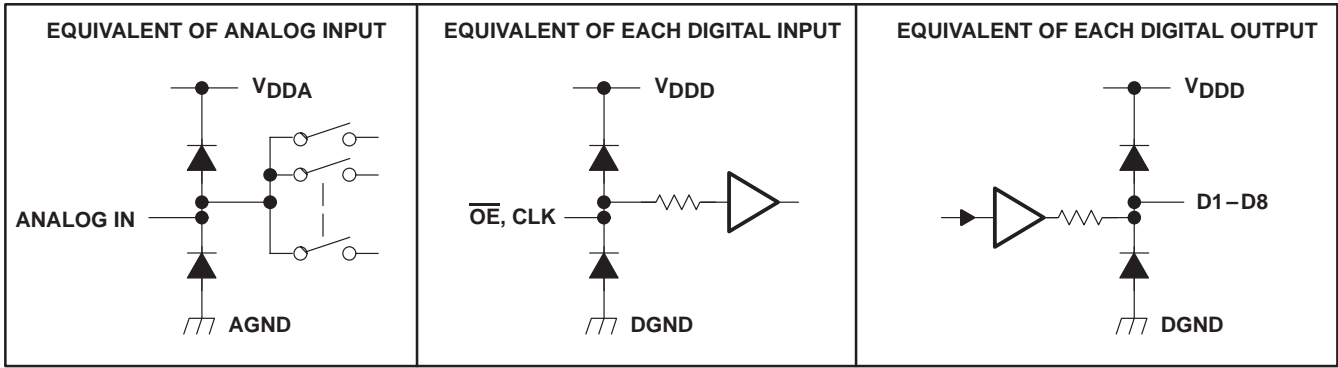 EQUIVALENT OF ANALOG INPUT
VDDA
ANALOG IN
AGND
EQUIVALENT OF EACH DIGITAL INPUT
VDDD
O̅E̅, CLK
DGND
EQUIVALENT OF EACH DIGITAL OUTPUT
VDDD
D1–D8
DGND